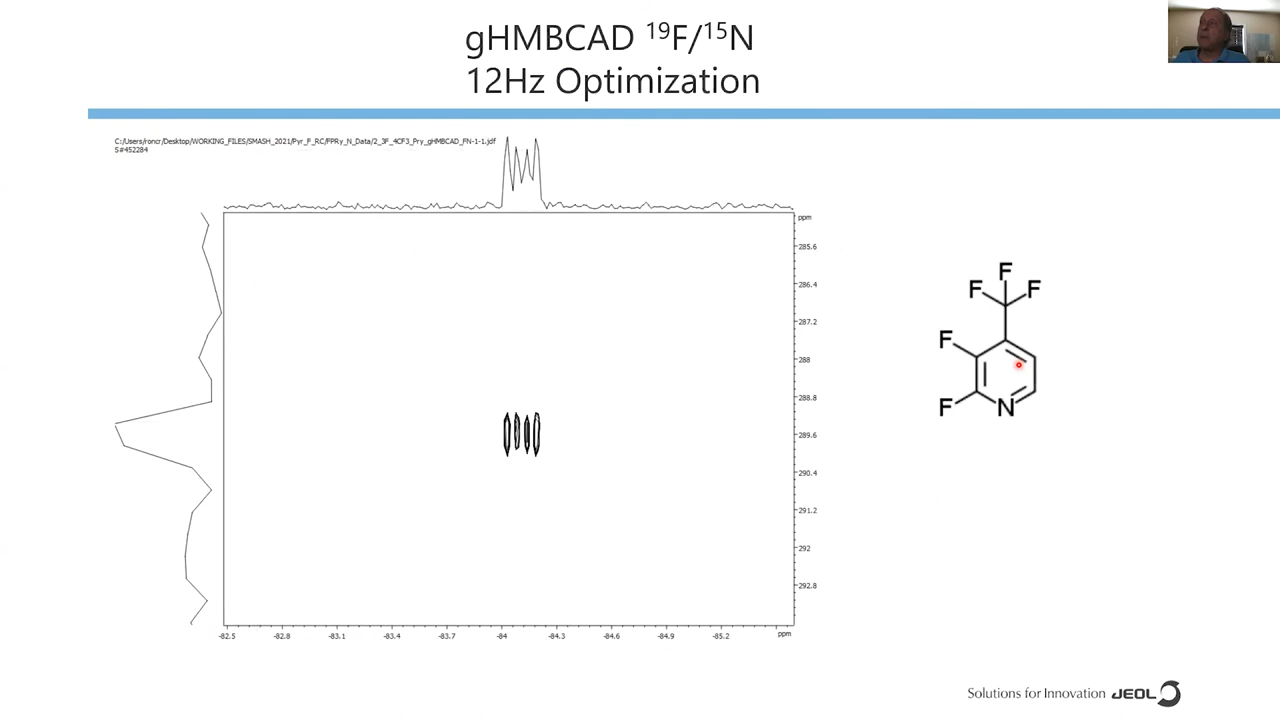 gHMBCAD ¹⁹F/¹⁵N
12Hz Optimization
C:/Users/roncr/Desktop/WORKING_FILES/SMASH_2021/Pyr_F_RC/FPRy_N_Data/2_3F_4CF3_Pry_gHMBCAD_FN-1-1.jdf
S#452284
ppm
285.6
286.4
287.2
288
288.8
289.6
290.4
291.2
292
292.8
-82.5 -82.8 -83.1 -83.4 -83.7 -84 -84.3 -84.6 -84.9 -85.2 ppm
F
F F
F
F N
Solutions for Innovation JEOL